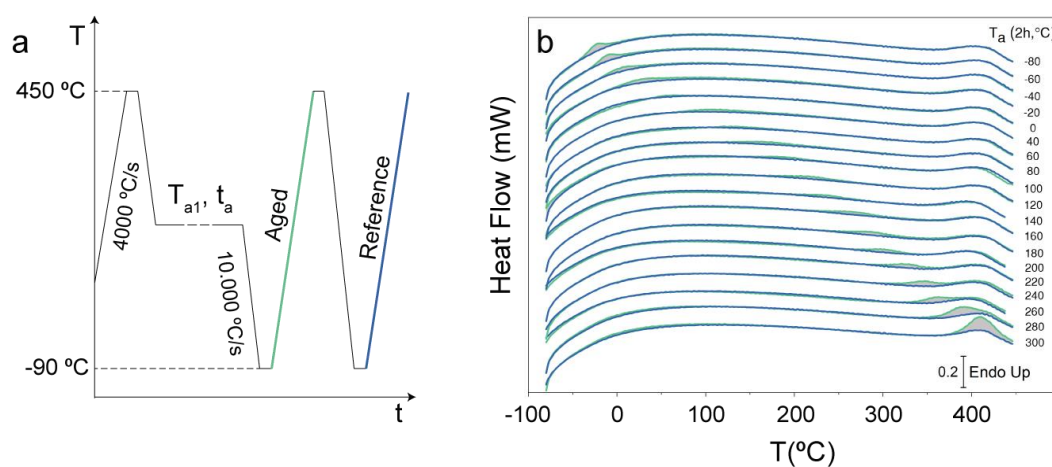 a
T
450 ºC
4000 ºC/s
Ta1, ta
10.000 ºC/s
Aged
Reference
-90 ºC
t
b
Heat Flow (mW)
Ta (2h,°C)
-80
-60
-40
-20
0
40
60
80
100
120
140
160
180
200
220
240
260
280
300
0.2 Endo Up
-100 0 100 200 300 400
T(ºC)